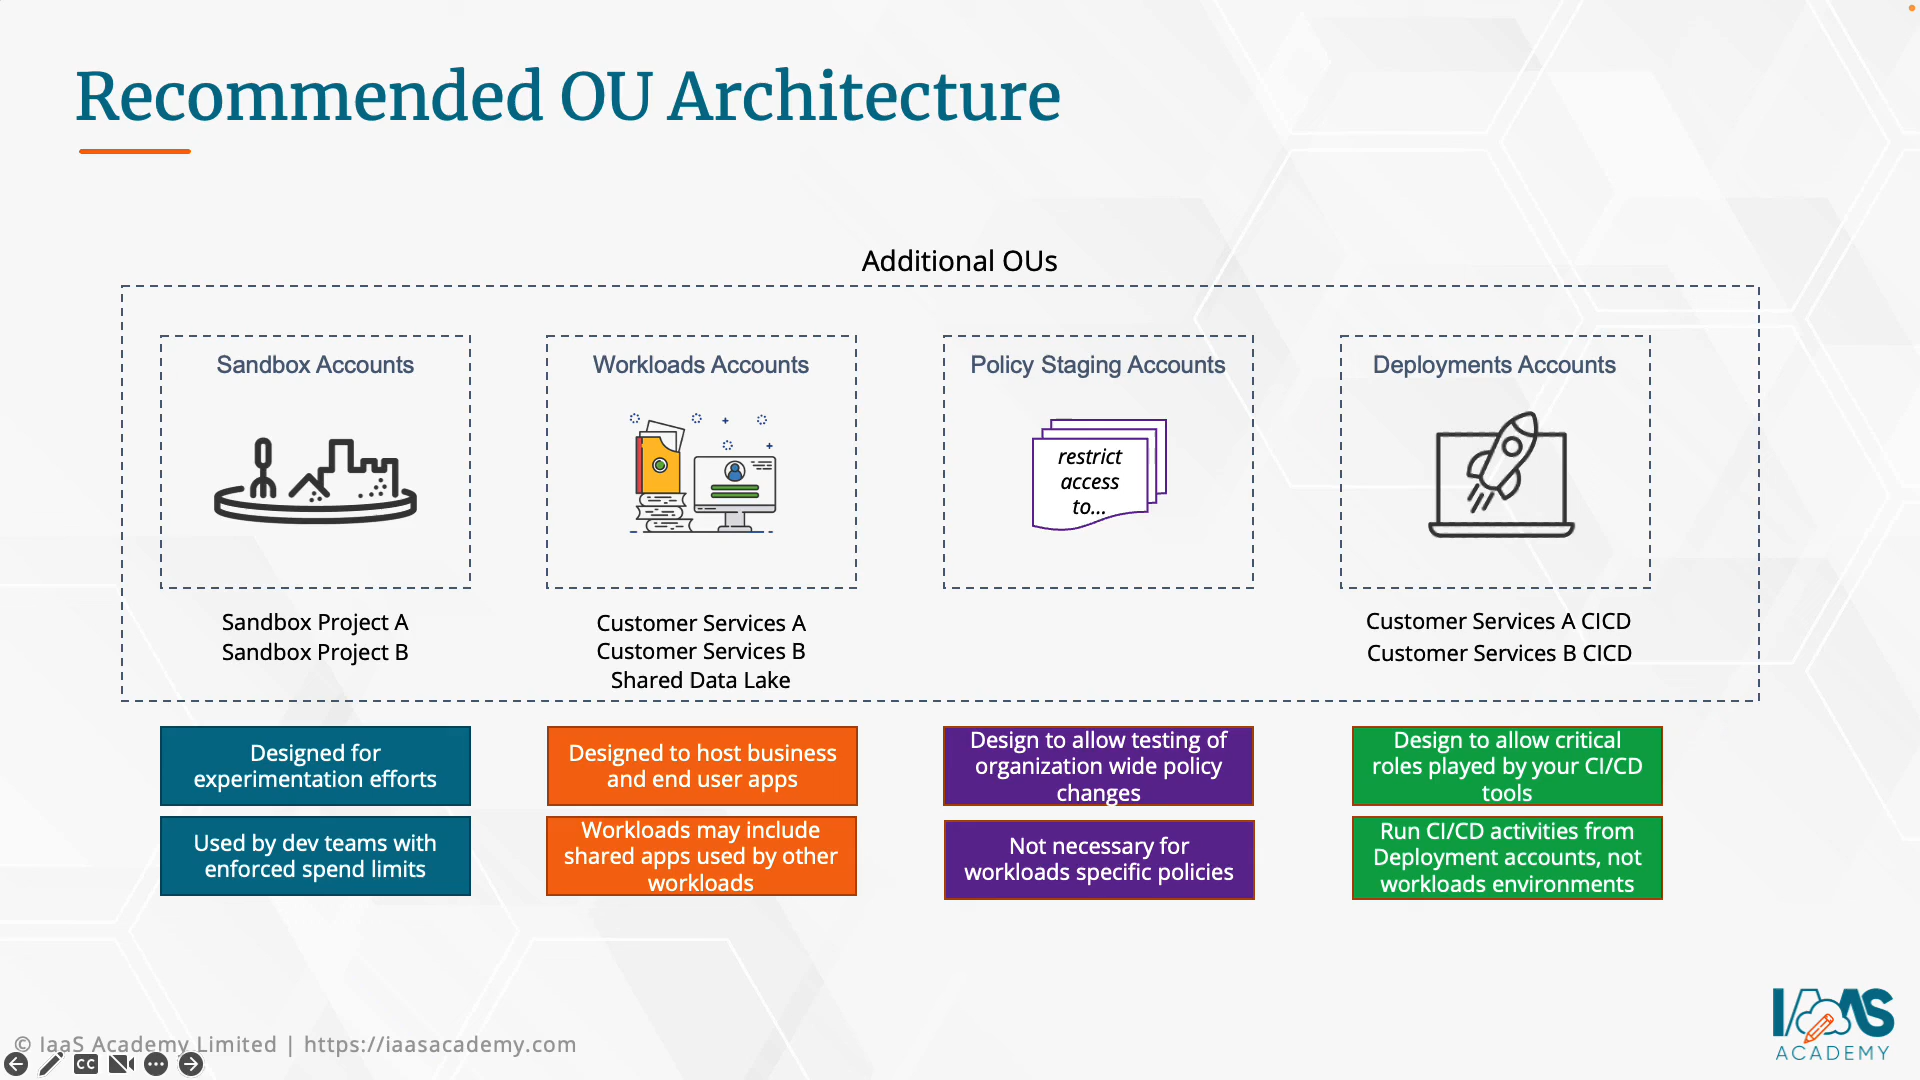 Recommended OU Architecture
Additional OUs
Sandbox Accounts
Sandbox Project A
Sandbox Project B
Workloads Accounts
Customer Services A
Customer Services B
Shared Data Lake
Policy Staging Accounts
restrict
access
to...
Deployments Accounts
Customer Services A CICD
Customer Services B CICD
Designed for
experimentation efforts
Used by dev teams with
enforced spend limits
Designed to host business
and end user apps
Workloads may include
shared apps used by other
workloads
Design to allow testing of
organization wide policy
changes
Not necessary for
workloads specific policies
Design to allow critical
roles played by your CI/CD
tools
Run CI/CD activities from
Deployment accounts, not
workloads environments
© IaaS Academy Limited | https://iaasacademy.com
CC
IAAS
ACADEMY